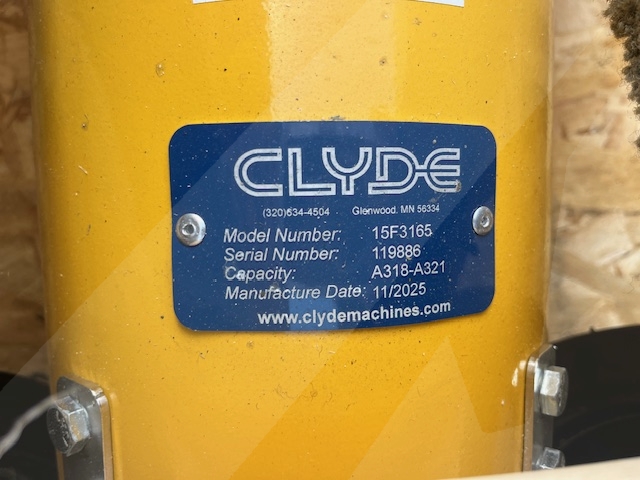 CLYDE
(320)634-4504 Glenwood, MN 56334
Model Number: 15F3165
Serial Number: 119886
Capacity: A318-A321
Manufacture Date: 11/2025
www.clydemachines.com